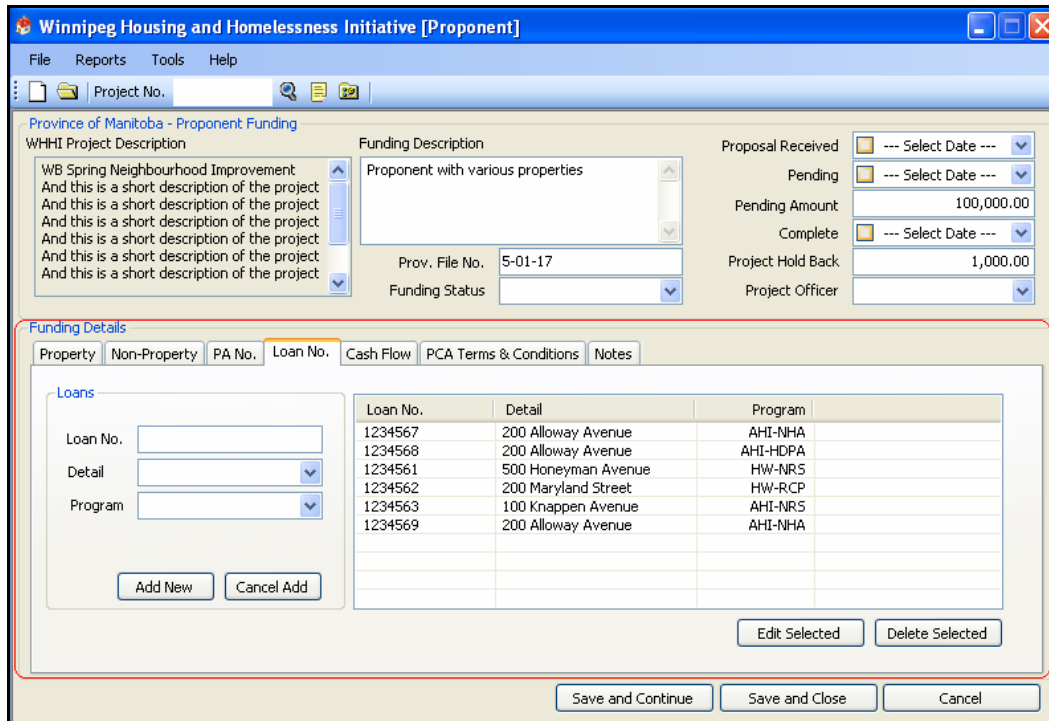 Winnipeg Housing and Homelessness Initiative [Proponent]
File Reports Tools Help
Project No.
Province of Manitoba - Proponent Funding
WHHI Project Description
WB Spring Neighbourhood Improvement
And this is a short description of the project
And this is a short description of the project
And this is a short description of the project
And this is a short description of the project
And this is a short description of the project
And this is a short description of the project
Funding Description
Proponent with various properties
Prov. File No. 5-01-17
Funding Status
Proposal Received --- Select Date ---
Pending --- Select Date ---
Pending Amount 100,000.00
Complete --- Select Date ---
Project Hold Back 1,000.00
Project Officer
Funding Details
Property Non-Property PA No. Loan No. Cash Flow PCA Terms & Conditions Notes
Loans
Loan No.
Detail
Program
Add New Cancel Add
Loan No. Detail Program
1234567 200 Alloway Avenue AHI-NHA
1234568 200 Alloway Avenue AHI-HDPA
1234561 500 Honeyman Avenue HW-NRS
1234562 200 Maryland Street HW-RCP
1234563 100 Knappen Avenue AHI-NRS
1234569 200 Alloway Avenue AHI-NHA
Edit Selected Delete Selected
Save and Continue Save and Close Cancel